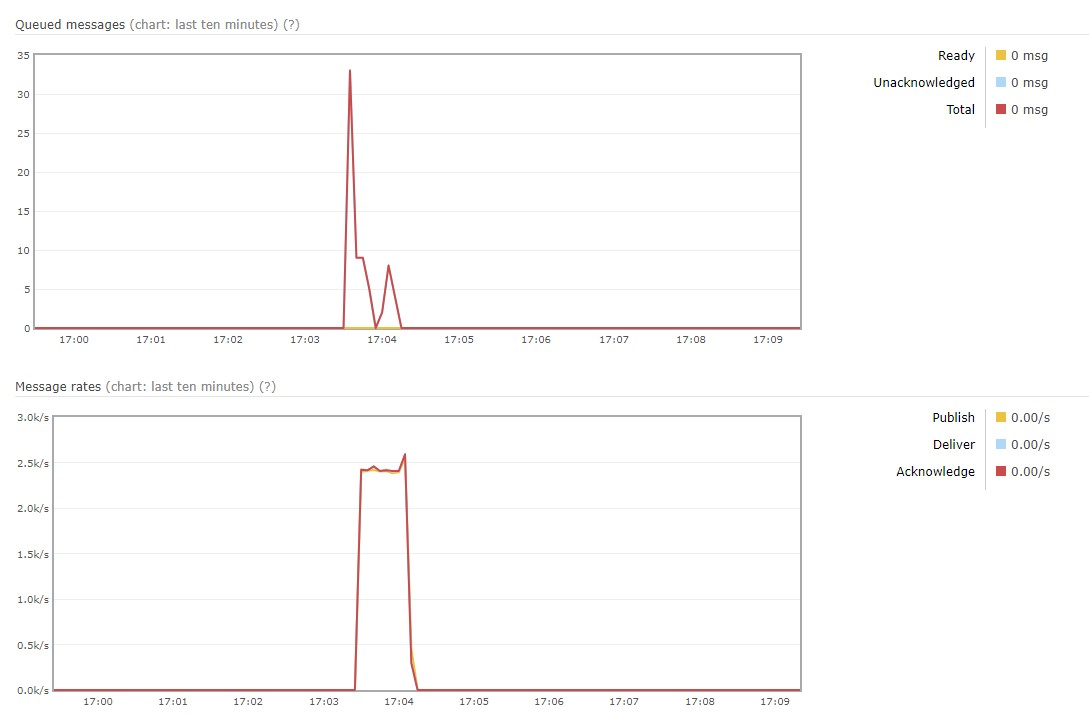 Queued messages (chart: last ten minutes) (?)
35
30
25
20
15
10
5
0
17:00 17:01 17:02 17:03 17:04 17:05 17:06 17:07 17:08 17:09
Ready 0 msg
Unacknowledged 0 msg
Total 0 msg
Message rates (chart: last ten minutes) (?)
3.0k/s
2.5k/s
2.0k/s
1.5k/s
1.0k/s
0.5k/s
0.0k/s
17:00 17:01 17:02 17:03 17:04 17:05 17:06 17:07 17:08 17:09
Publish 0.00/s
Deliver 0.00/s
Acknowledge 0.00/s